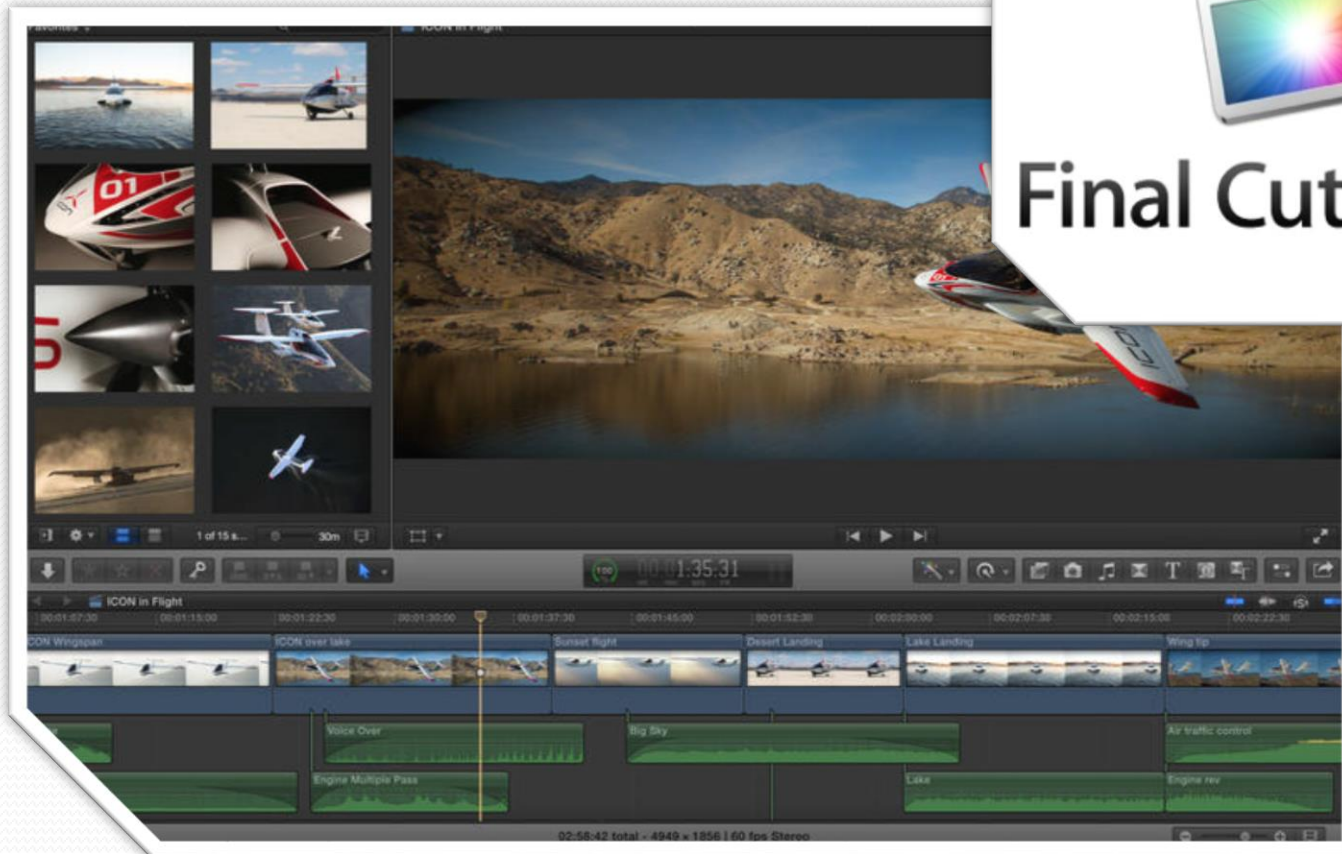 Favorites
ICON in Flight
Final Cut
01
1 of 15 s...
30m
100
1:35:31
T
ICON in Flight
00:01:07:30
00:01:15:00
00:01:22:30
00:01:30:00
00:01:37:30
00:01:45:00
00:01:52:30
00:02:00:00
00:02:07:30
00:02:15:00
00:02:22:30
CON Wingspan
ICON over lake
Sunset flight
Desert Landing
Lake Landing
Wing tip
Voice Over
Big Sky
Air traffic control
Engine Multiple Pass
Lake
Engine rev
02:58:42 total - 4949 × 1856 | 60 fps Stereo